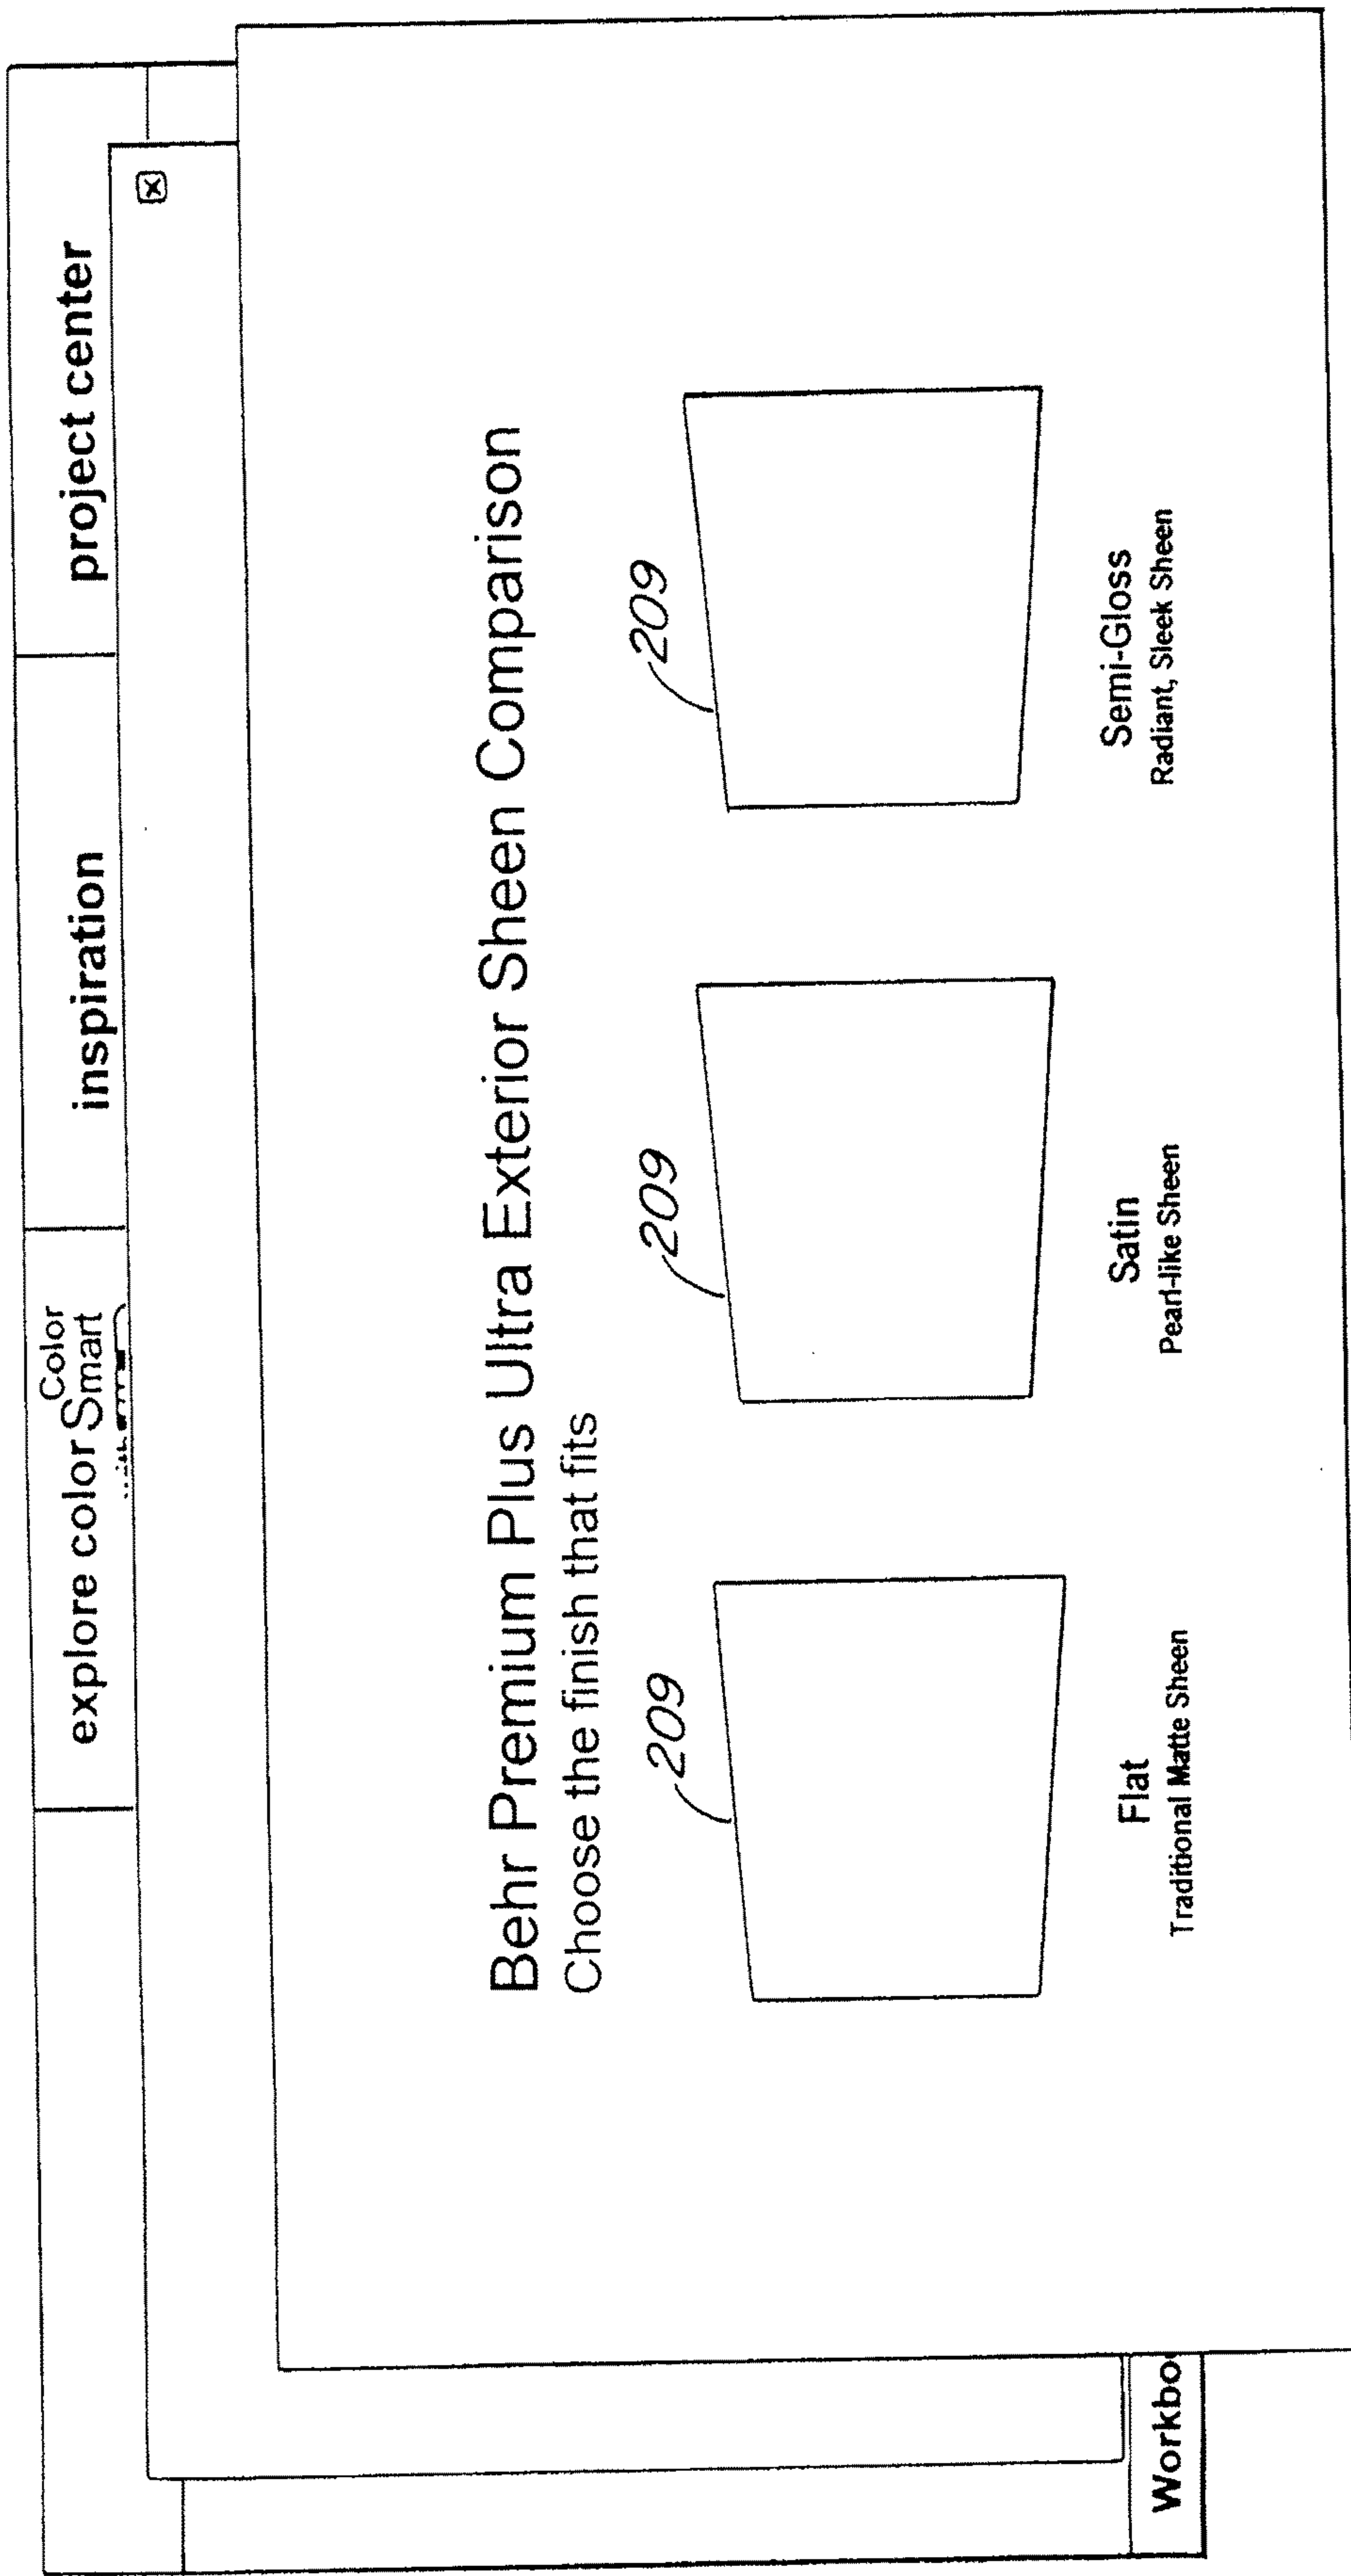 Color
explore color Smart
inspiration
project center
x
Behr Premium Plus Ultra Exterior Sheen Comparison
Choose the finish that fits
209
209
209
Flat
Traditional Matte Sheen
Satin
Pearl-like Sheen
Semi-Gloss
Radiant, Sleek Sheen
Workbo